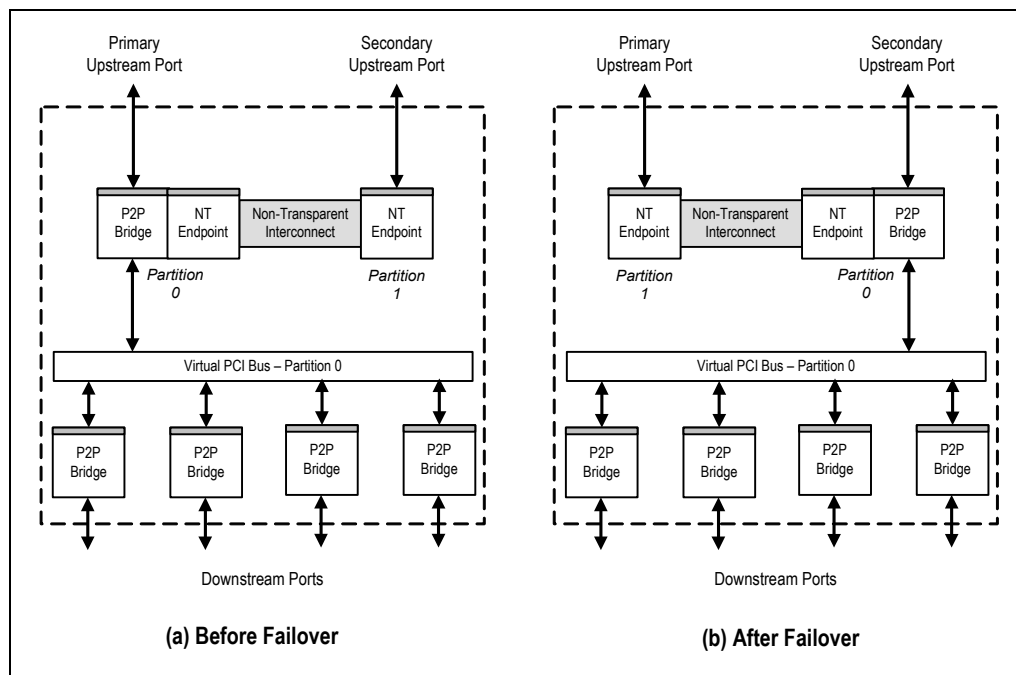 Primary
Upstream Port
Secondary
Upstream Port
P2P
Bridge
NT
Endpoint
Non-Transparent
Interconnect
NT
Endpoint
Partition
0
Partition
1
Virtual PCI Bus – Partition 0
P2P
Bridge
P2P
Bridge
P2P
Bridge
P2P
Bridge
Downstream Ports
(a) Before Failover
Primary
Upstream Port
Secondary
Upstream Port
NT
Endpoint
Non-Transparent
Interconnect
NT
Endpoint
P2P
Bridge
Partition
1
Partition
0
Virtual PCI Bus – Partition 0
P2P
Bridge
P2P
Bridge
P2P
Bridge
P2P
Bridge
Downstream Ports
(b) After Failover